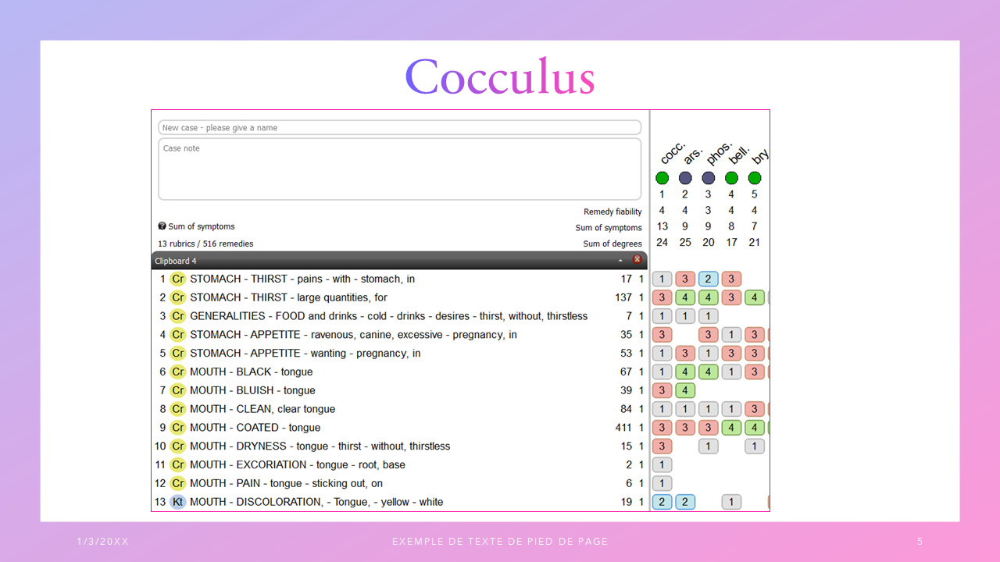 Cocculus
New case - please give a name
Case note
cocc. ars. phos. bell. bry
1 2 3 4 5
Remedy fiability 4 4 3 4 4
Sum of symptoms Sum of symptoms 13 9 9 8 7
13 rubrics / 516 remedies Sum of degrees 24 25 20 17 21
Clipboard 4
1 Cr STOMACH - THIRST - pains - with - stomach, in 17 1 1 3 2 3
2 Cr STOMACH - THIRST - large quantities, for 137 1 3 4 4 3 4
3 Cr GENERALITIES - FOOD and drinks - cold - drinks - desires - thirst, without, thirstless 7 1 1 1 1
4 Cr STOMACH - APPETITE - ravenous, canine, excessive - pregnancy, in 35 1 3 3 1 3
5 Cr STOMACH - APPETITE - wanting - pregnancy, in 53 1 1 3 1 3 3
6 Cr MOUTH - BLACK - tongue 67 1 1 4 4 1 3
7 Cr MOUTH - BLUISH - tongue 39 1 3 4
8 Cr MOUTH - CLEAN, clear tongue 84 1 1 1 1 1 3
9 Cr MOUTH - COATED - tongue 411 1 3 3 3 4 4
10 Cr MOUTH - DRYNESS - tongue - thirst - without, thirstless 15 1 3 1 1
11 Cr MOUTH - EXCORIATION - tongue - root, base 2 1 1
12 Cr MOUTH - PAIN - tongue - sticking out, on 6 1 1
13 Kt MOUTH - DISCOLORATION, - Tongue, - yellow - white 19 1 2 2 1
1/3/20XX EXEMPLE DE TEXTE DE PIED DE PAGE 5